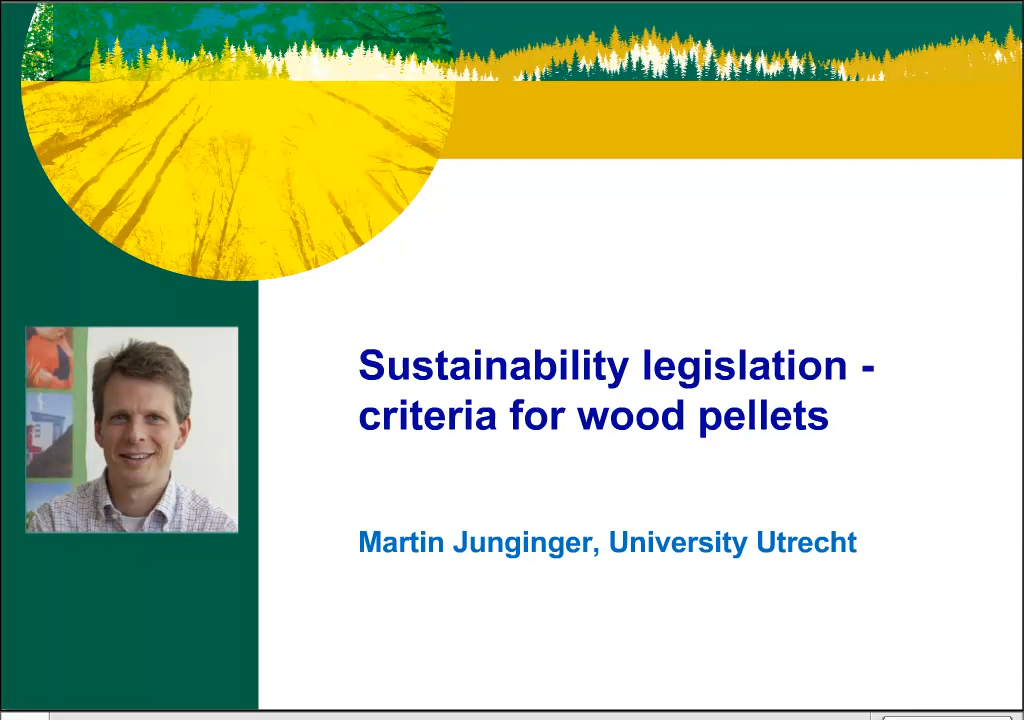 Sustainability legislation -
criteria for wood pellets
Martin Junginger, University Utrecht